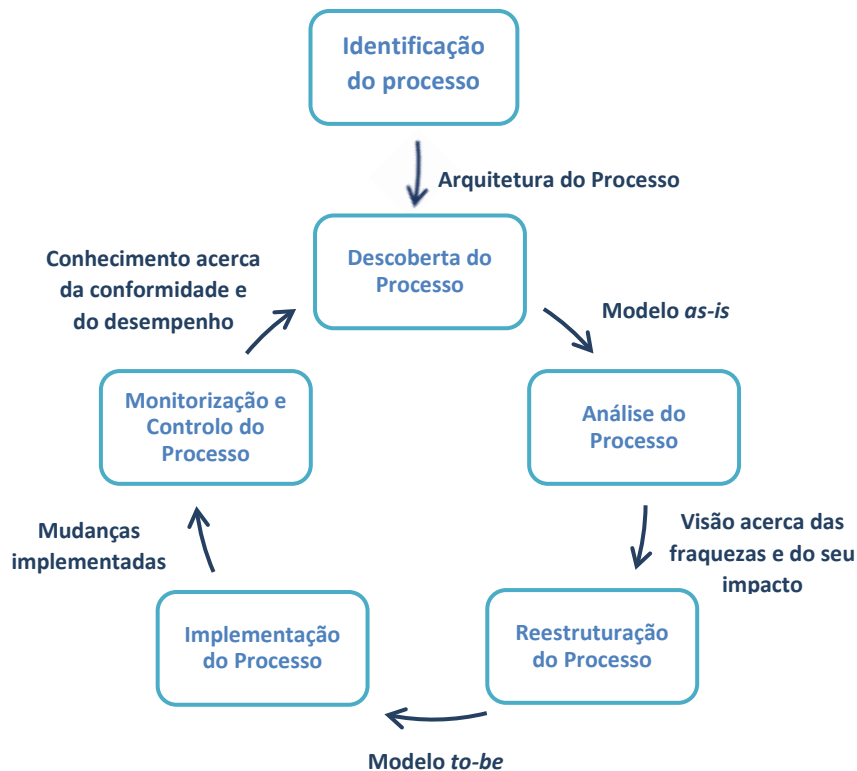 Identificação
do processo
Arquitetura do Processo
Descoberta do
Processo
Conhecimento acerca
da conformidade e
do desempenho
Modelo as-is
Monitorização e
Controlo do
Processo
Análise do
Processo
Mudanças
implementadas
Visão acerca das
fraquezas e do seu
impacto
Implementação
do Processo
Reestruturação
do Processo
Modelo to-be